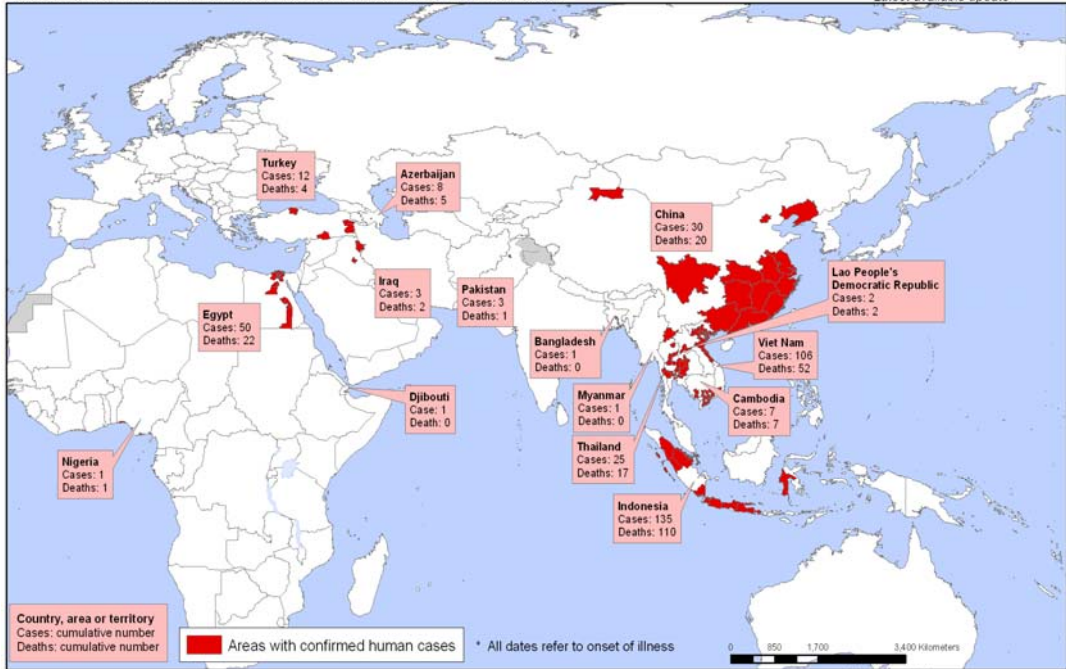 Turkey
Cases: 12
Deaths: 4
Azerbaijan
Cases: 8
Deaths: 5
China
Cases: 30
Deaths: 20
Lao People's
Democratic Republic
Cases: 2
Deaths: 2
Iraq
Cases: 3
Deaths: 2
Pakistan
Cases: 3
Deaths: 1
Egypt
Cases: 50
Deaths: 22
Bangladesh
Cases: 1
Deaths: 0
Viet Nam
Cases: 106
Deaths: 52
Djibouti
Case: 1
Death: 0
Myanmar
Cases: 1
Deaths: 0
Cambodia
Cases: 7
Deaths: 7
Nigeria
Cases: 1
Deaths: 1
Thailand
Cases: 25
Deaths: 17
Indonesia
Cases: 135
Deaths: 110
Country, area or territory
Cases: cumulative number
Deaths: cumulative number
Areas with confirmed human cases
* All dates refer to onset of illness
0 850 1,700 3,400 Kilometers